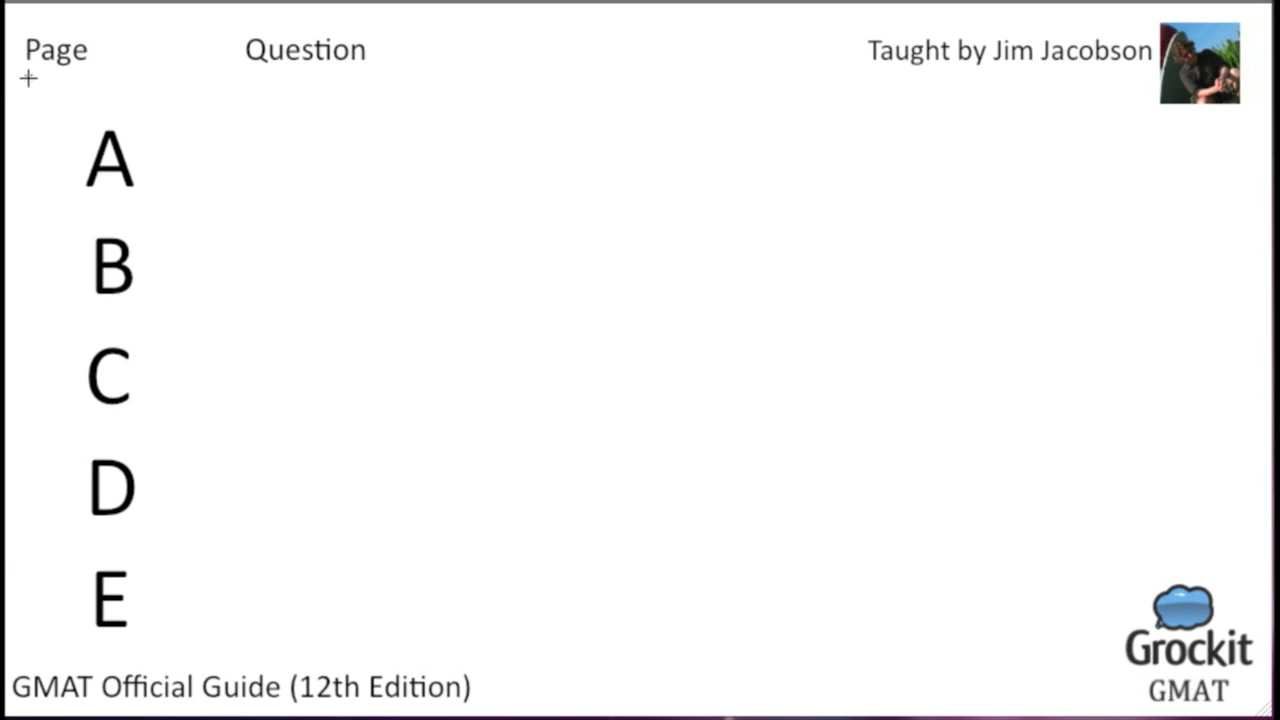 Page Question Taught by Jim Jacobson
A
B
C
D
E
Grockit
GMAT
GMAT Official Guide (12th Edition)